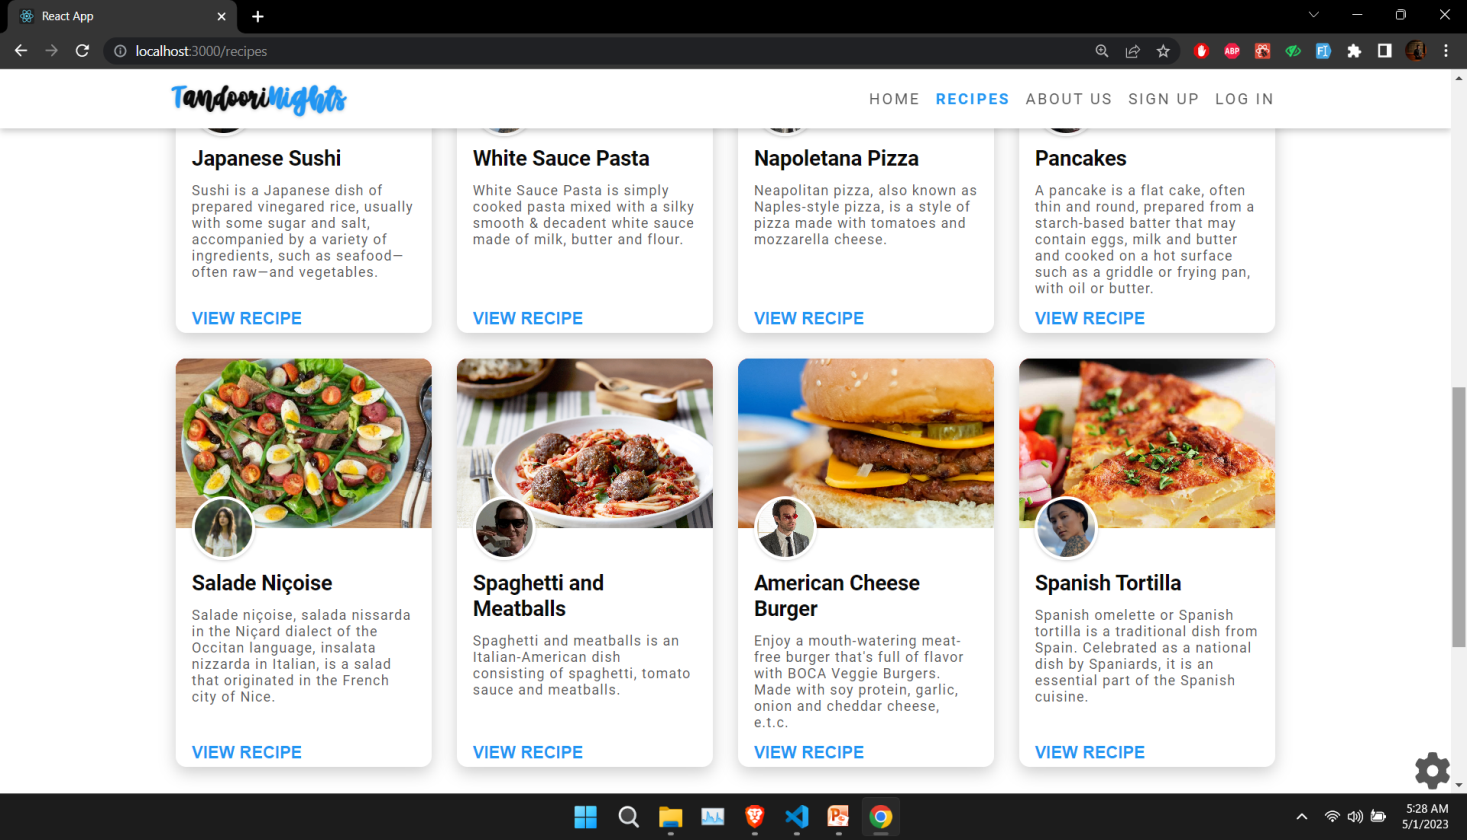 React App
localhost:3000/recipes
ABP
TandooriNights
HOME RECIPES ABOUT US SIGN UP LOG IN
Japanese Sushi
Sushi is a Japanese dish of
prepared vinegared rice, usually
with some sugar and salt,
accompanied by a variety of
ingredients, such as seafood—
often raw—and vegetables.
VIEW RECIPE
White Sauce Pasta
White Sauce Pasta is simply
cooked pasta mixed with a silky
smooth & decadent white sauce
made of milk, butter and flour.
VIEW RECIPE
Napoletana Pizza
Neapolitan pizza, also known as
Naples-style pizza, is a style of
pizza made with tomatoes and
mozzarella cheese.
VIEW RECIPE
Pancakes
A pancake is a flat cake, often
thin and round, prepared from a
starch-based batter that may
contain eggs, milk and butter
and cooked on a hot surface
such as a griddle or frying pan,
with oil or butter.
VIEW RECIPE
Salade Niçoise
Salade niçoise, salada nissarda
in the Niçard dialect of the
Occitan language, insalata
nizzarda in Italian, is a salad
that originated in the French
city of Nice.
VIEW RECIPE
Spaghetti and
Meatballs
Spaghetti and meatballs is an
Italian-American dish
consisting of spaghetti, tomato
sauce and meatballs.
VIEW RECIPE
American Cheese
Burger
Enjoy a mouth-watering meat-
free burger that's full of flavor
with BOCA Veggie Burgers.
Made with soy protein, garlic,
onion and cheddar cheese,
e.t.c.
VIEW RECIPE
Spanish Tortilla
Spanish omelette or Spanish
tortilla is a traditional dish from
Spain. Celebrated as a national
dish by Spaniards, it is an
essential part of the Spanish
cuisine.
VIEW RECIPE
5:28 AM
5/1/2023